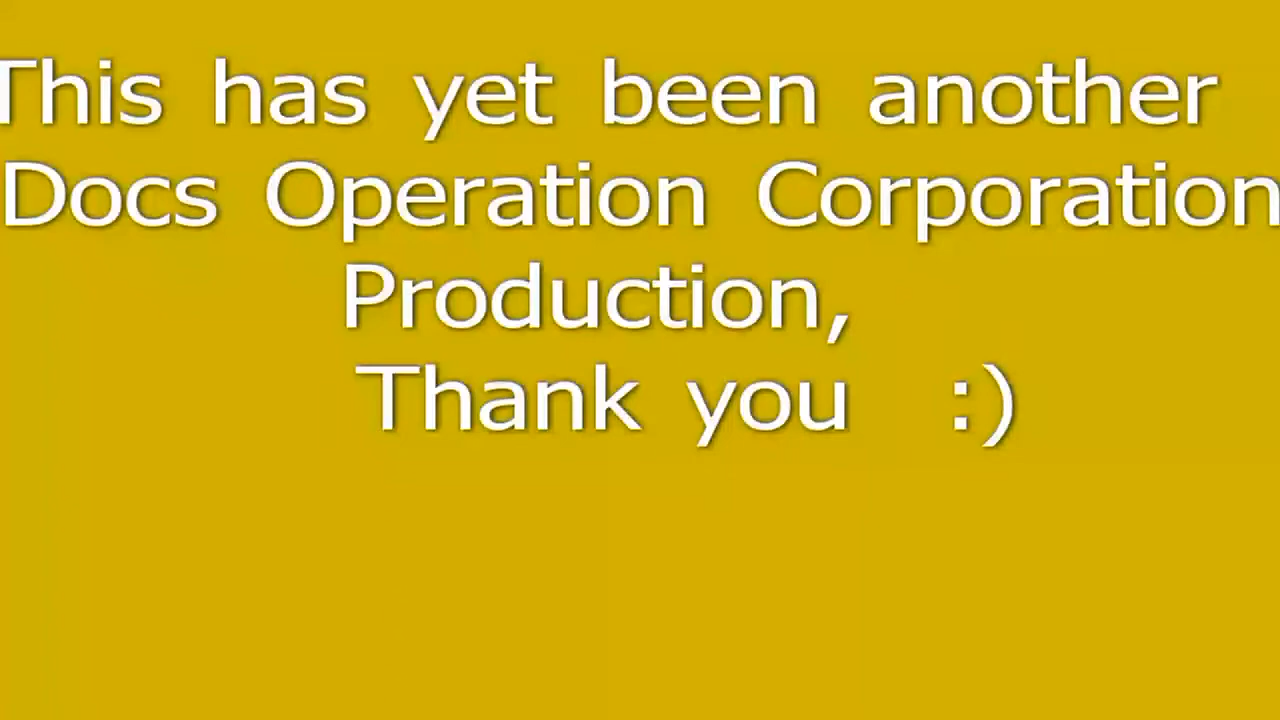 This has yet been another
Docs Operation Corporation
Production,
Thank you :)